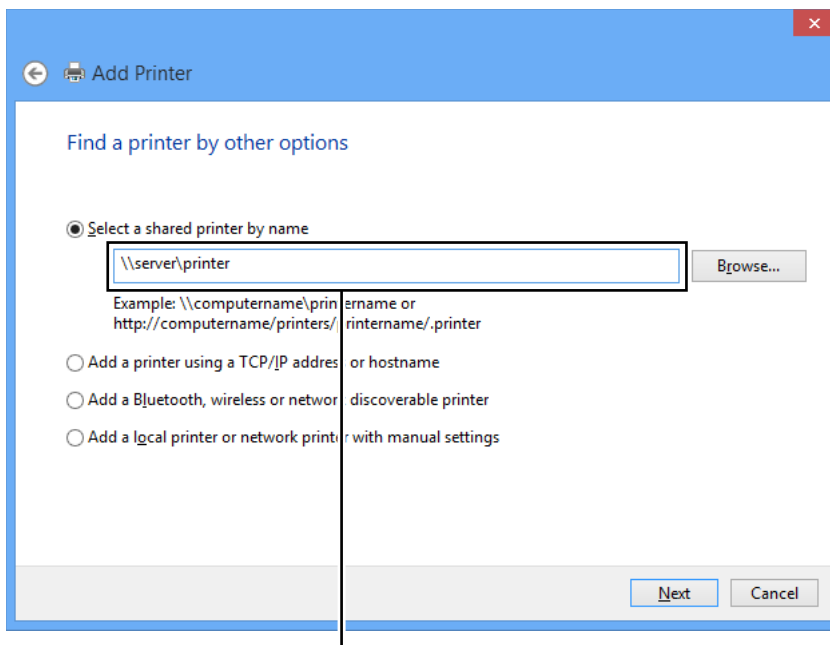 Add Printer
Find a printer by other options
Select a shared printer by name
\\server\printer
Browse...
Example: \\computername\printername or
http://computername/printers/printername/.printer
Add a printer using a TCP/IP address or hostname
Add a Bluetooth, wireless or network discoverable printer
Add a local printer or network printer with manual settings
Next
Cancel